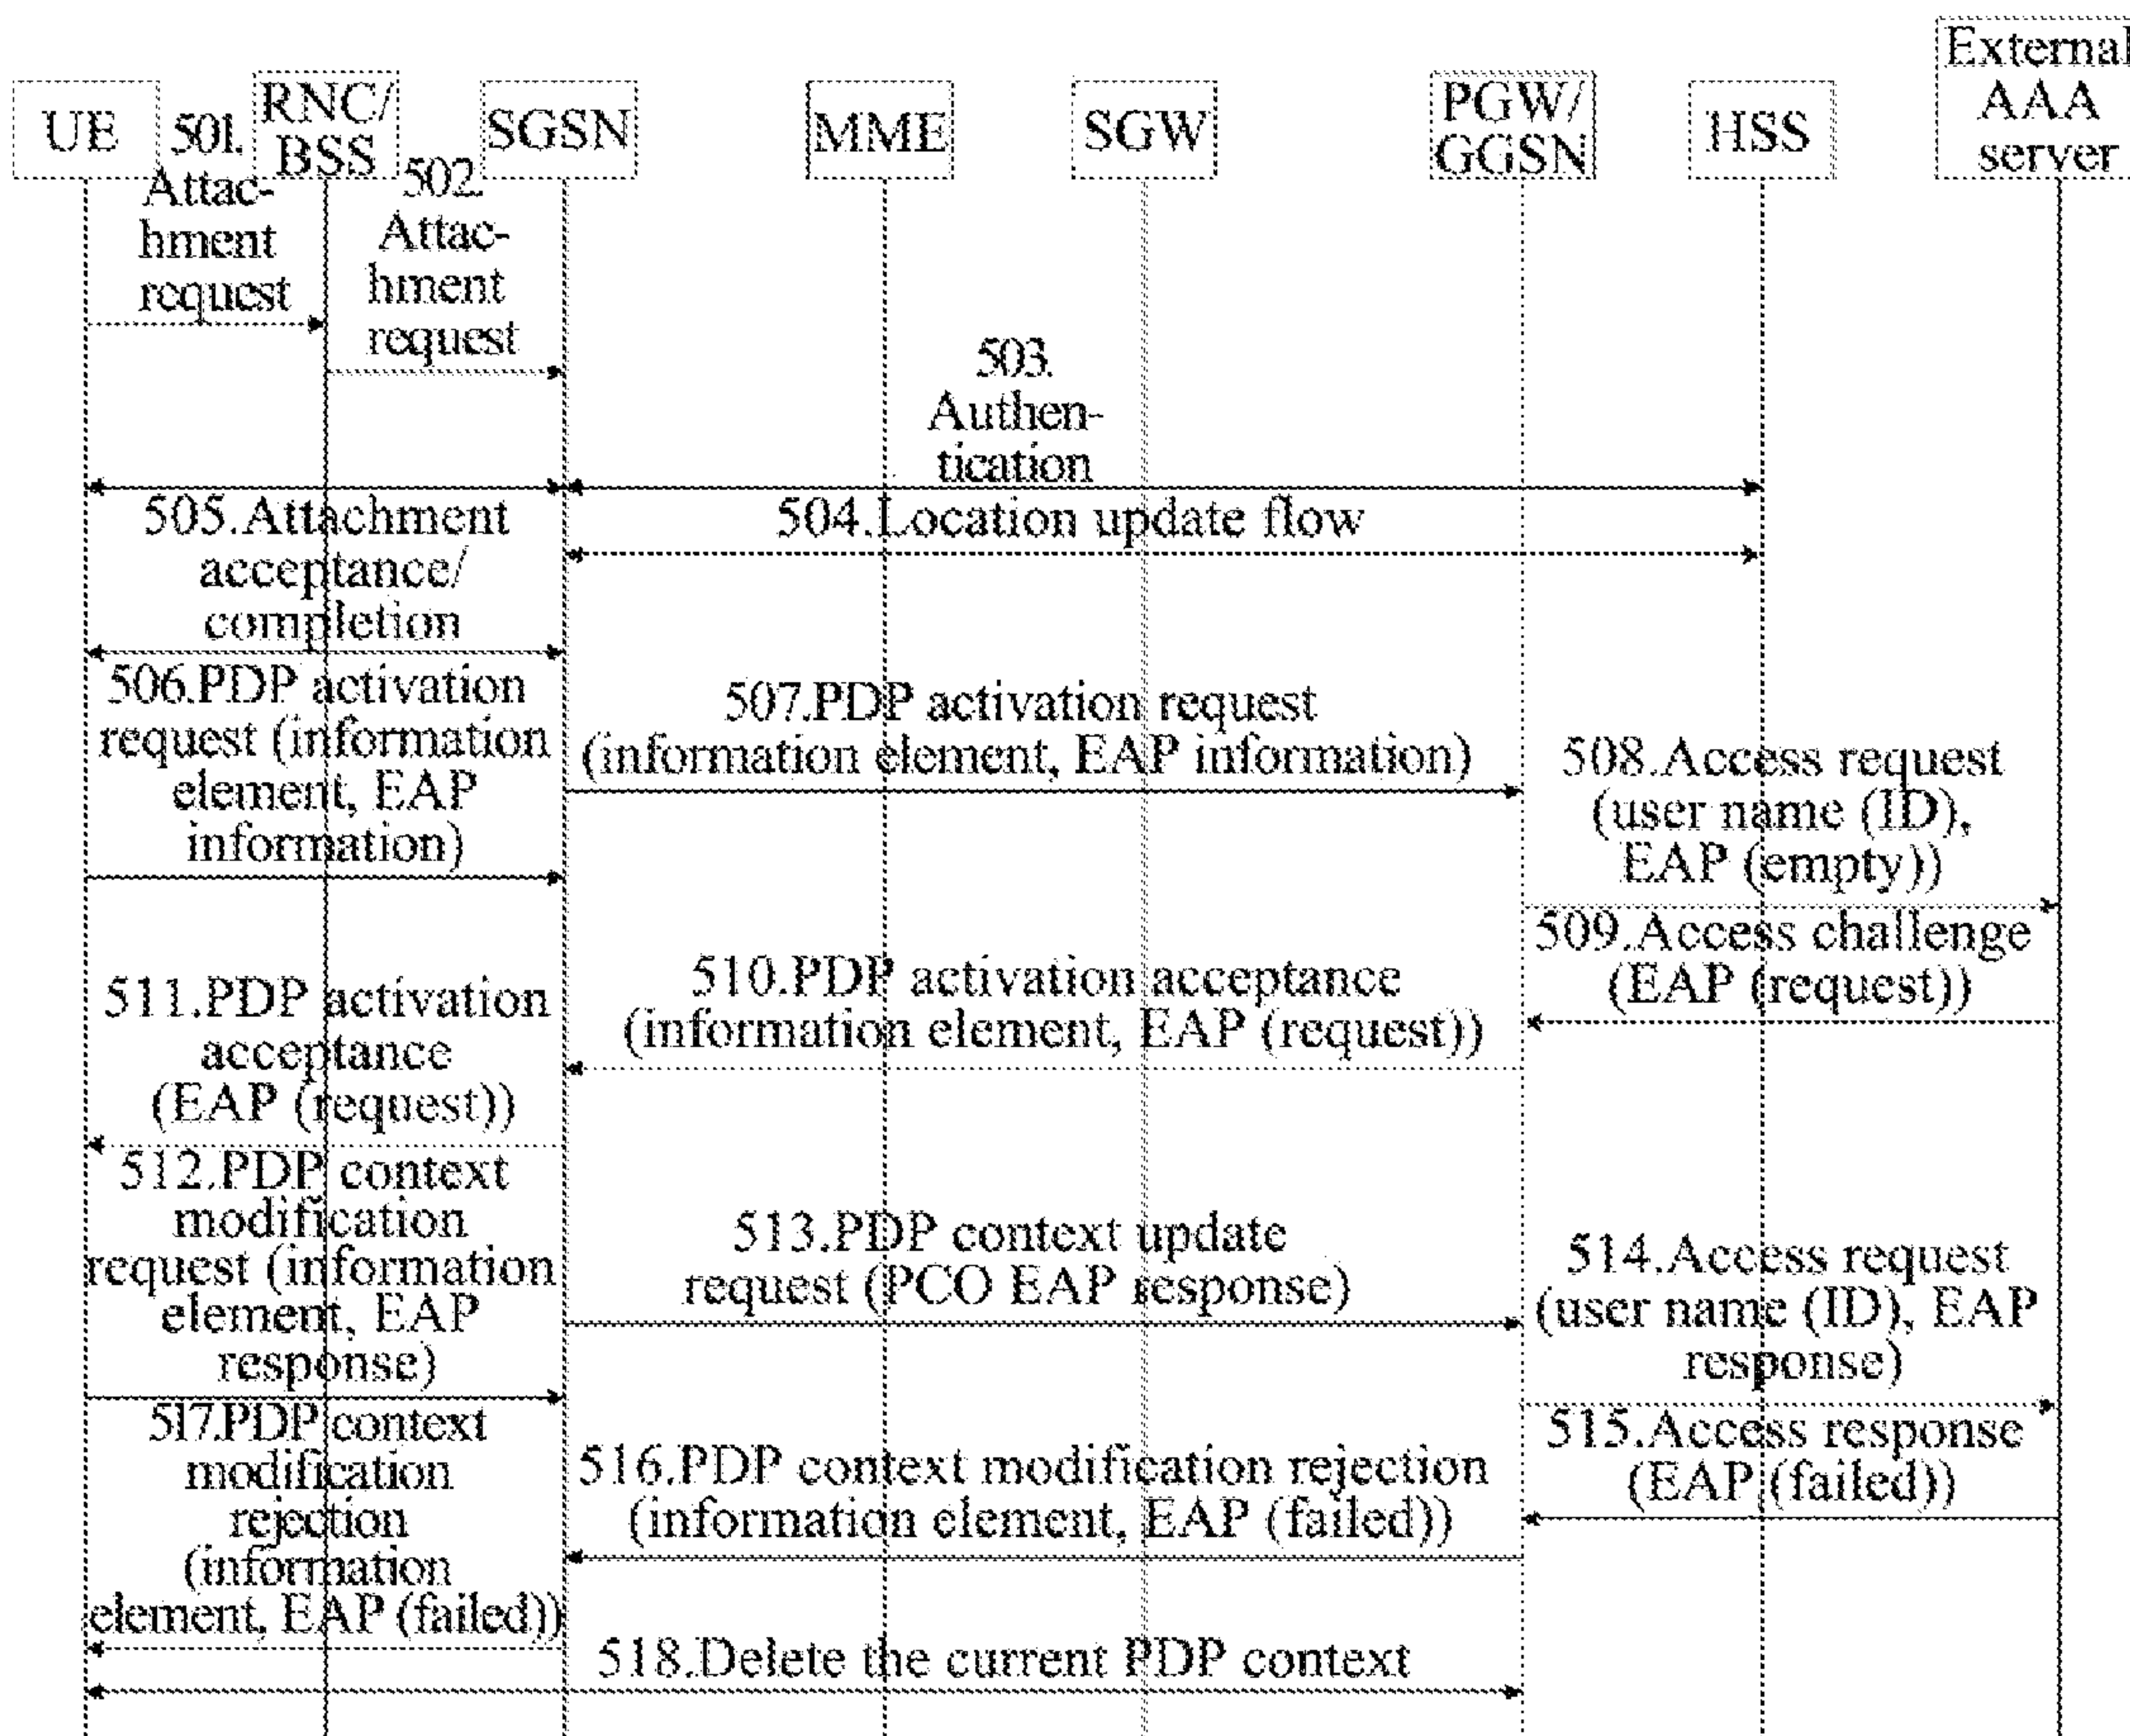 UE
RNC/
BSS
SGSN
MME
SGW
PGW/
GGSN
HSS
External
AAA
server
501.
Attac-
hment
request
502.
Attac-
hment
request
503.
Authen-
tication
504.Location update flow
505.Attachment
acceptance/
completion
506.PDP activation
request (information
element, EAP
information)
507.PDP activation request
(information element, EAP information)
508.Access request
(user name (ID),
EAP (empty))
509.Access challenge
(EAP (request))
510.PDP activation acceptance
(information element, EAP (request))
511.PDP activation
acceptance
(EAP (request))
512.PDP context
modification
request (information
element, EAP
response)
513.PDP context update
request (PCO EAP response)
514.Access request
(user name (ID), EAP
response)
515.Access response
(EAP (failed))
516.PDP context modification rejection
(information element, EAP (failed))
517.PDP context
modification
rejection
(information
element, EAP (failed))
518.Delete the current PDP context